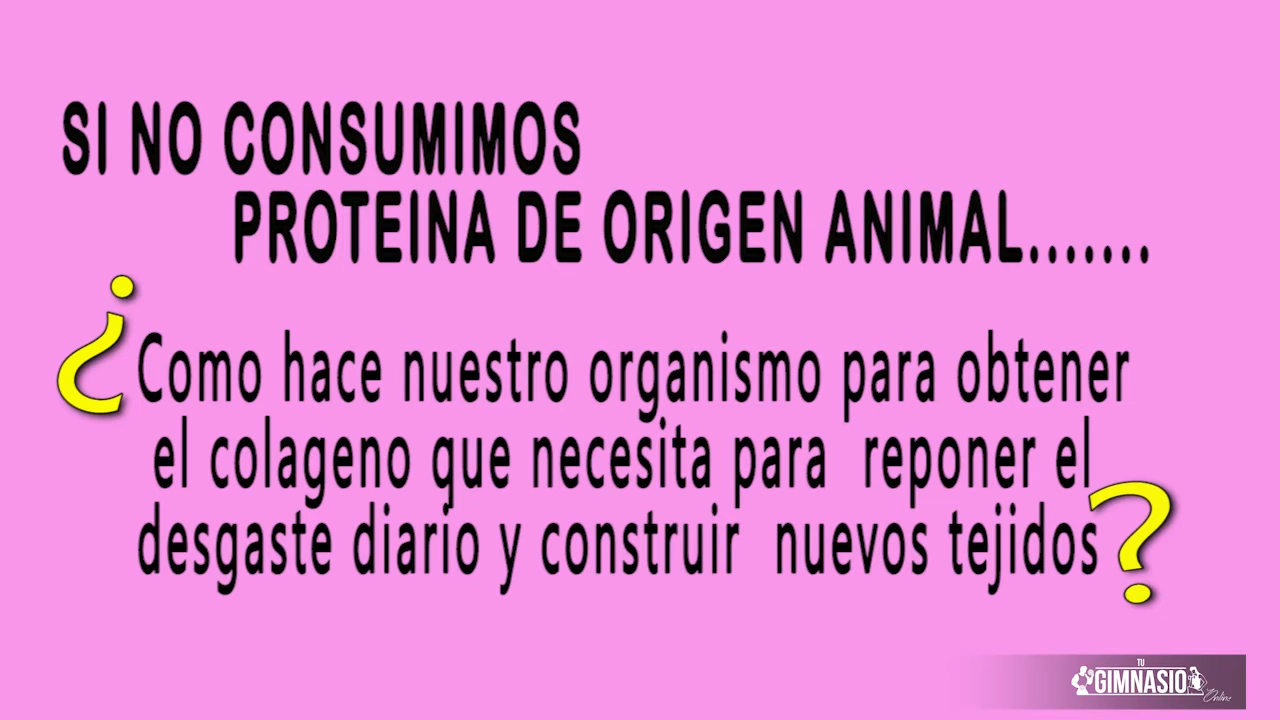 SI NO CONSUMIMOS
PROTEINA DE ORIGEN ANIMAL.......
¿Como hace nuestro organismo para obtener
el colageno que necesita para reponer el
desgaste diario y construir nuevos tejidos?
TU
GIMNASIO
Online